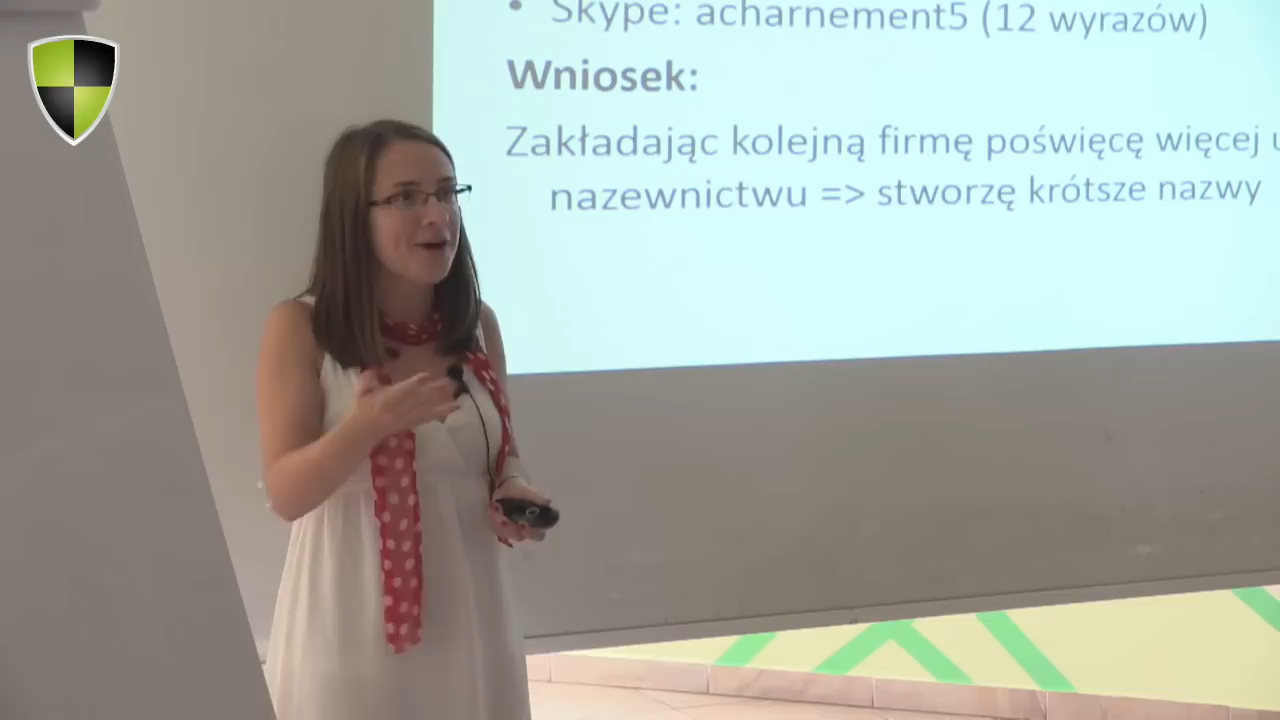 • Skype: acharnement5 (12 wyrazów)
Wniosek:
Zakładając kolejną firmę poświęcę więcej
nazewnictwu => stworzę krótsze nazwy